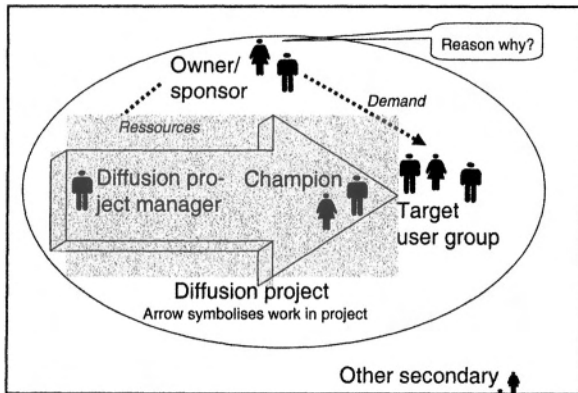 Reason why?
Owner/
sponsor
Demand
Ressources
Diffusion pro-
ject manager
Champion
Target
user group
Diffusion project
Arrow symbolises work in project
Other secondary